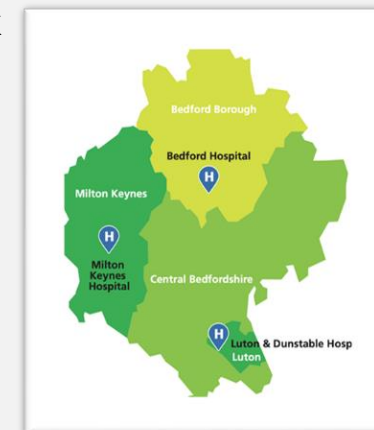 Bedford Borough
Bedford Hospital
H
Milton Keynes
H
Milton
Keynes
Hospital
Central Bedfordshire
H
Luton & Dunstable Hosp
Luton